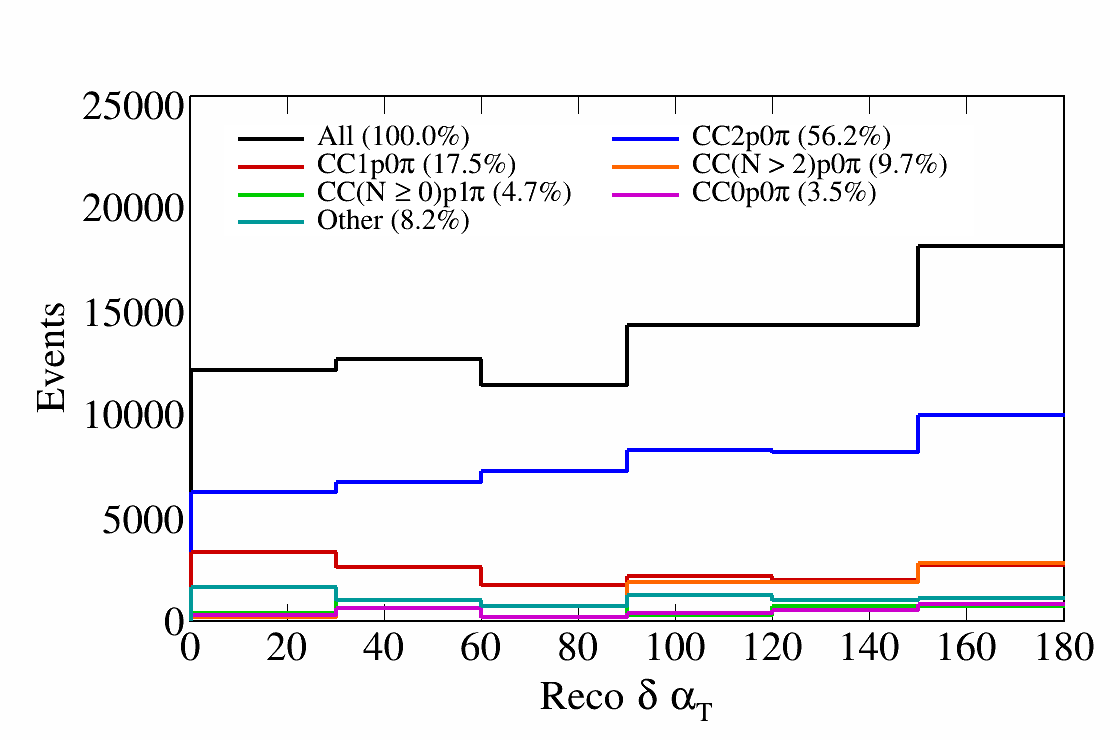 25000
20000
15000
10000
5000
0
Events
All (100.0%)
CC1p0π (17.5%)
CC(N ≥ 0)p1π (4.7%)
Other (8.2%)
CC2p0π (56.2%)
CC(N > 2)p0π (9.7%)
CC0p0π (3.5%)
0 20 40 60 80 100 120 140 160 180
Reco δ α_T